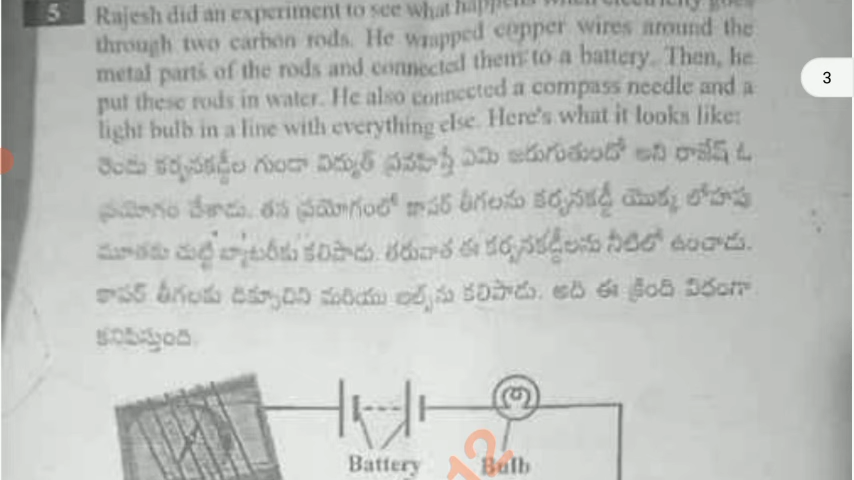 5
Rajesh did an experiment to see what happens when electricity goes
through two carbon rods. He wrapped copper wires around the
metal parts of the rods and connected them to a battery. Then, he
put these rods in water. He also connected a compass needle and a
light bulb in a line with everything else. Here's what it looks like:
3
రెండు కర్బనకడ్డీల గుండా విద్యుత్ ప్రవహిస్తే ఏమి జరుగుతుందో అని రాజేష్ ఓ
ప్రయోగం చేశాడు. తన ప్రయోగంలో కాపర్ తీగలను కర్బనకడ్డీ యొక్క లోహపు
మూతకు చుట్టి బ్యాటరీకు కలిపాడు. తరువాత ఈ కర్బనకడ్డీలను నీటిలో ఉంచాడు.
కాపర్ తీగలకు దిక్సూచిని మరియు బల్బ్‌ను కలిపాడు. అది ఈ క్రింది విధంగా
కనిపిస్తుంది.
Battery
Bulb
12